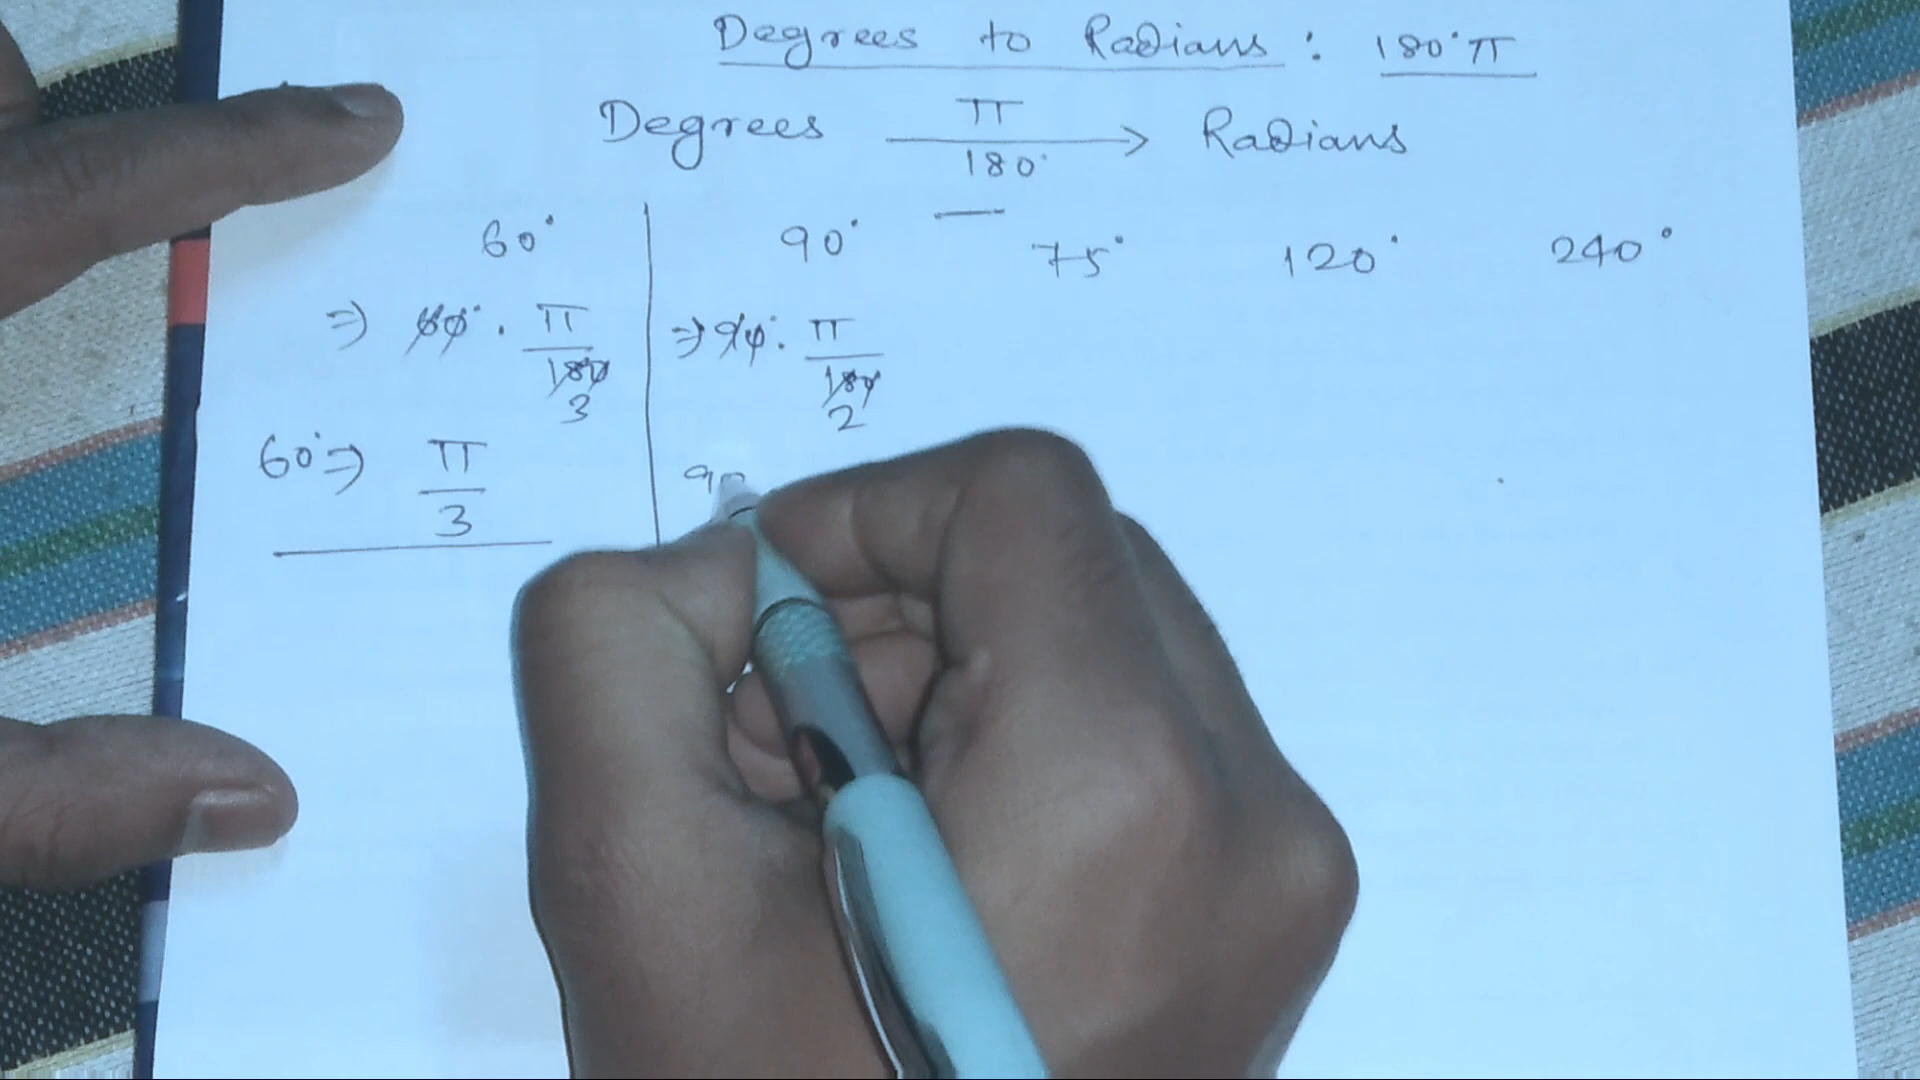 Degrees to Radians : 180° π
Degrees π/180° → Radians
60° 90° 75° 120° 240°
⇒ 60° . π/180 3
⇒ 90° . π/180 2
60° ⇒ π/3
90